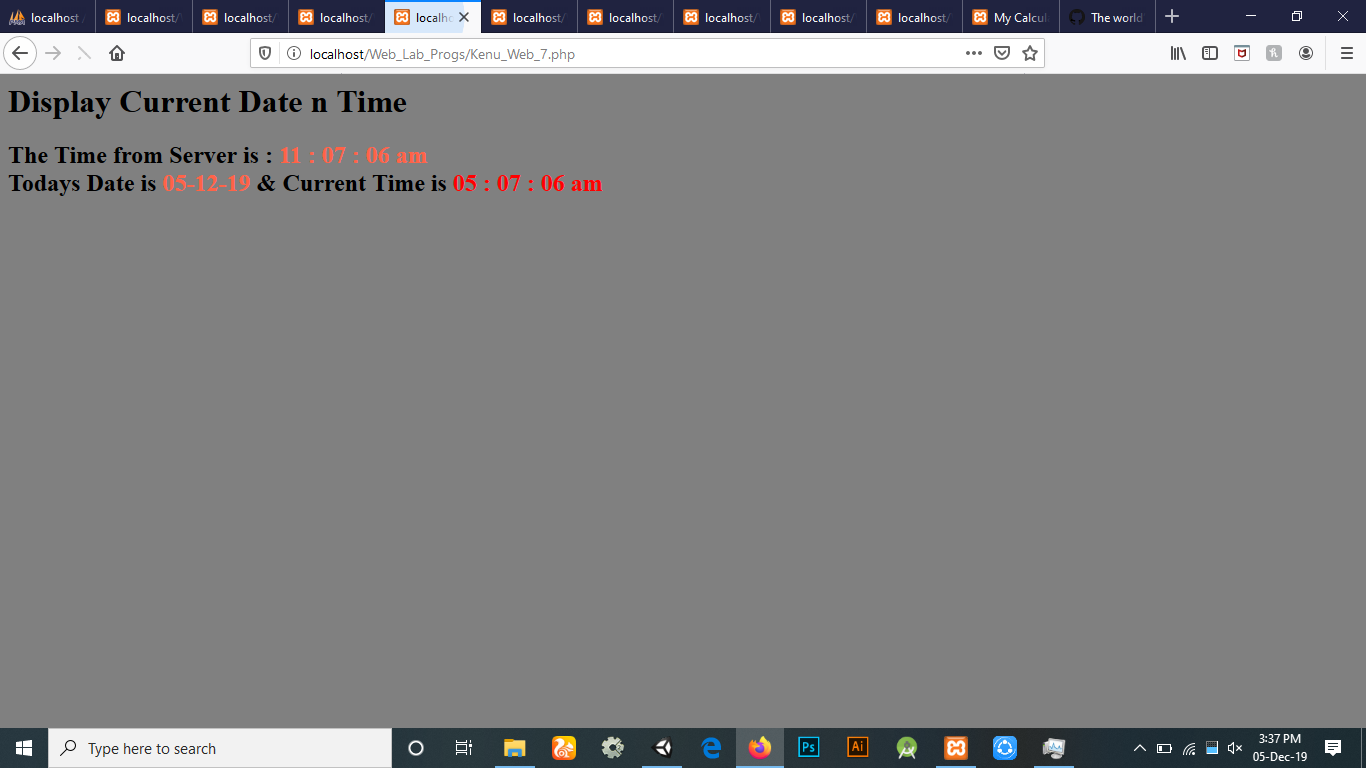 localhost
localhost/
localhost/
localhost/
localho
localhost/
localhost/
localhost/
localhost/
localhost/
My Calcul
The world
localhost/Web_Lab_Progs/Kenu_Web_7.php
Display Current Date n Time
The Time from Server is : 11 : 07 : 06 am
Todays Date is 05-12-19 & Current Time is 05 : 07 : 06 am
Type here to search
Ps
Ai
3:37 PM
05-Dec-19